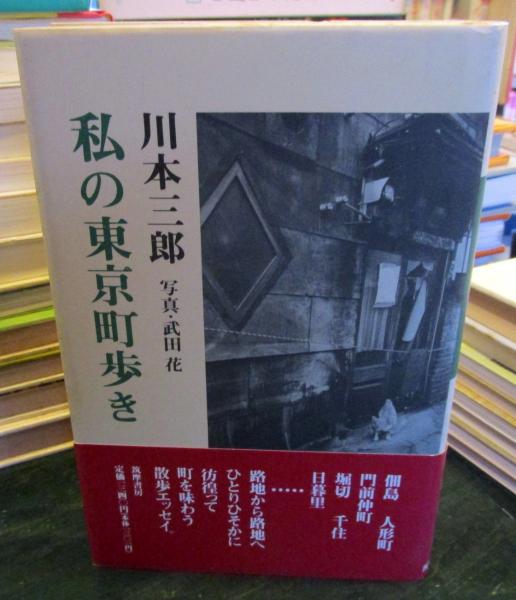 川本三郎
私の東京町歩き
写真・武田 花
佃島 人形町
門前仲町
堀切 千住
日暮里
・・・・・
路地から路地へ
ひとりひそかに
彷徨って
町を味わう
散歩エッセイ。
筑摩書房